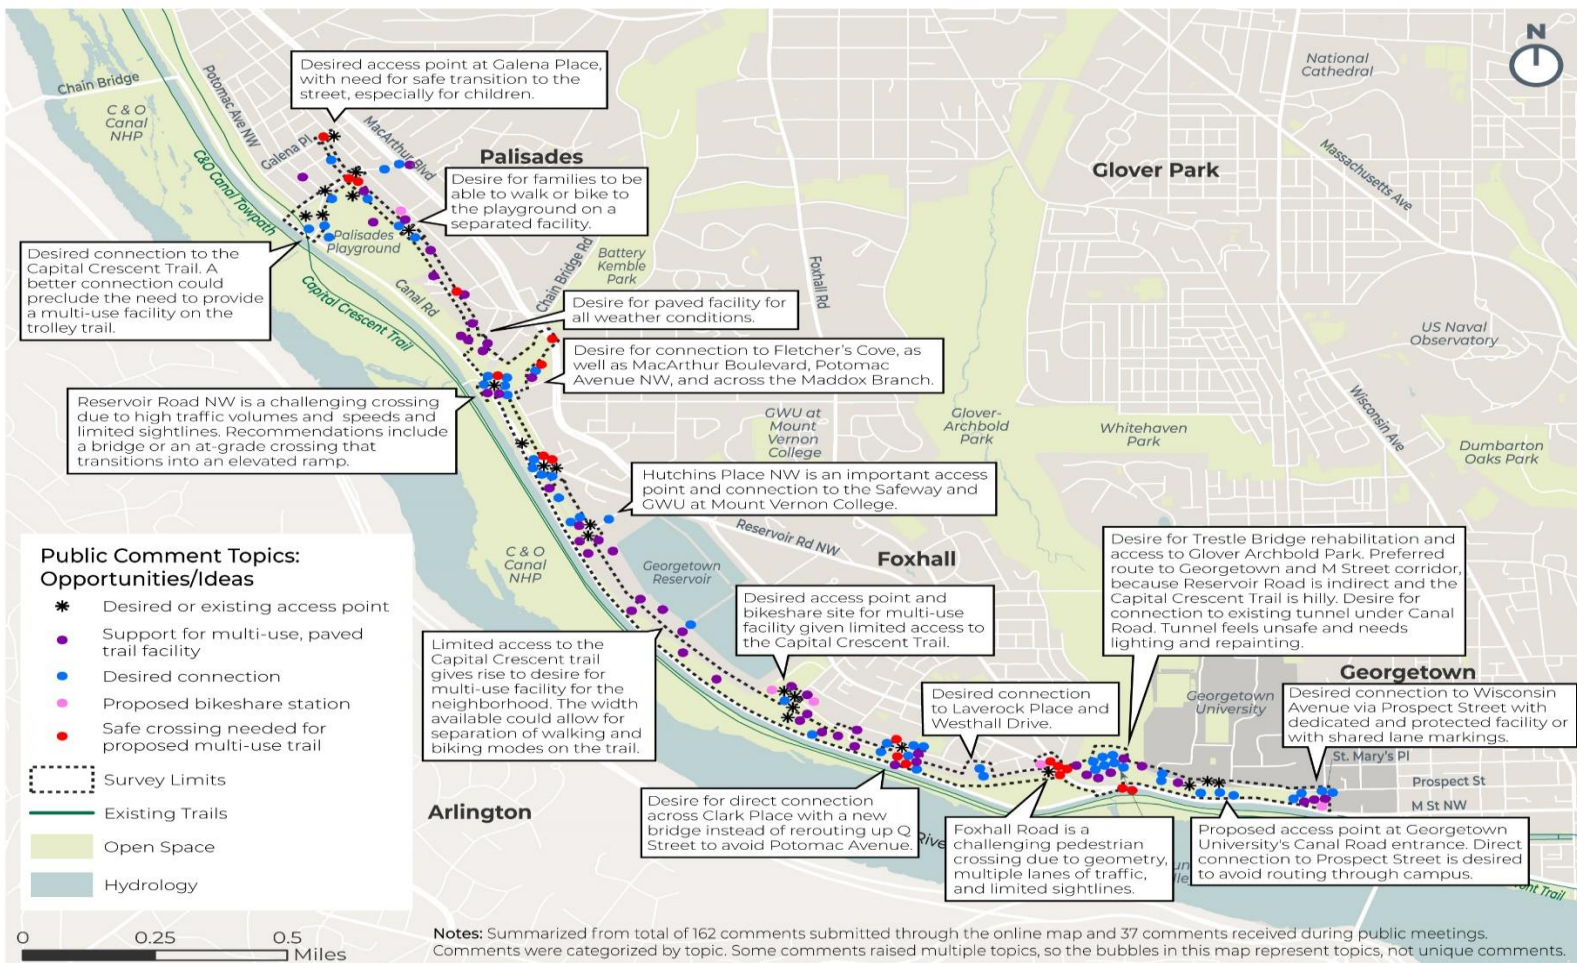 N
National
Cathedral
Chain Bridge
C & O
Canal
NHP
Potomac Ave NW
Desired access point at Galena Place,
with need for safe transition to the
street, especially for children.
MacArthur Blvd
Galena Pl
Palisades
Glover Park
Massachusetts Ave
C&O Canal Towpath
Desire for families to be
able to walk or bike to
the playground on a
separated facility.
Palisades
Playground
Desired connection to the
Capital Crescent Trail. A
better connection could
preclude the need to provide
a multi-use facility on the
trolley trail.
Canal Rd
Capital Crescent Trail
Chain Bridge Rd
Battery
Kemble
Park
Foxhall Rd
Desire for paved facility for
all weather conditions.
US Naval
Observatory
Desire for connection to Fletcher's Cove, as
well as MacArthur Boulevard, Potomac
Avenue NW, and across the Maddox Branch.
Reservoir Road NW is a challenging crossing
due to high traffic volumes and speeds and
limited sightlines. Recommendations include
a bridge or an at-grade crossing that
transitions into an elevated ramp.
GWU at
Mount
Vernon
College
Glover-
Archbold
Park
Whitehaven
Park
Wisconsin Ave
Dumbarton
Oaks Park
Hutchins Place NW is an important access
point and connection to the Safeway and
GWU at Mount Vernon College.
Reservoir Rd NW
Foxhall
C & O
Canal
NHP
Georgetown
Reservoir
Desire for Trestle Bridge rehabilitation and
access to Glover Archbold Park. Preferred
route to Georgetown and M Street corridor,
because Reservoir Road is indirect and the
Capital Crescent Trail is hilly. Desire for
connection to existing tunnel under Canal
Road. Tunnel feels unsafe and needs
lighting and repainting.
Desired access point and
bikeshare site for multi-use
facility given limited access to
the Capital Crescent Trail.
Limited access to the
Capital Crescent trail
gives rise to desire for
multi-use facility for the
neighborhood. The width
available could allow for
separation of walking and
biking modes on the trail.
Georgetown
Desired connection to Wisconsin
Avenue via Prospect Street with
dedicated and protected facility or
with shared lane markings.
Georgetown
University
Desired connection
to Laverock Place and
Westhall Drive.
St. Mary's Pl
Prospect St
M St NW
Arlington
Desire for direct connection
across Clark Place with a new
bridge instead of rerouting up Q
Street to avoid Potomac Avenue.
Foxhall Road is a
challenging pedestrian
crossing due to geometry,
multiple lanes of traffic,
and limited sightlines.
Proposed access point at Georgetown
University's Canal Road entrance. Direct
connection to Prospect Street is desired
to avoid routing through campus.
Trail
Public Comment Topics:
Opportunities/Ideas
Desired or existing access point
Support for multi-use, paved
trail facility
Desired connection
Proposed bikeshare station
Safe crossing needed for
proposed multi-use trail
Survey Limits
Existing Trails
Open Space
Hydrology
0 0.25 0.5
Miles
Notes: Summarized from total of 162 comments submitted through the online map and 37 comments received during public meetings.
Comments were categorized by topic. Some comments raised multiple topics, so the bubbles in this map represent topics, not unique comments.